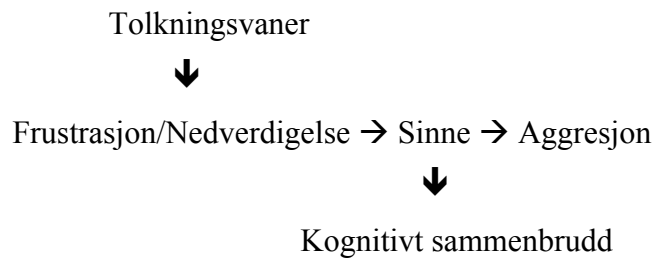 Tolkningsvaner
🡻
Frustrasjon/Nedverdigelse → Sinne → Aggresjon
🡻
Kognitivt sammenbrudd